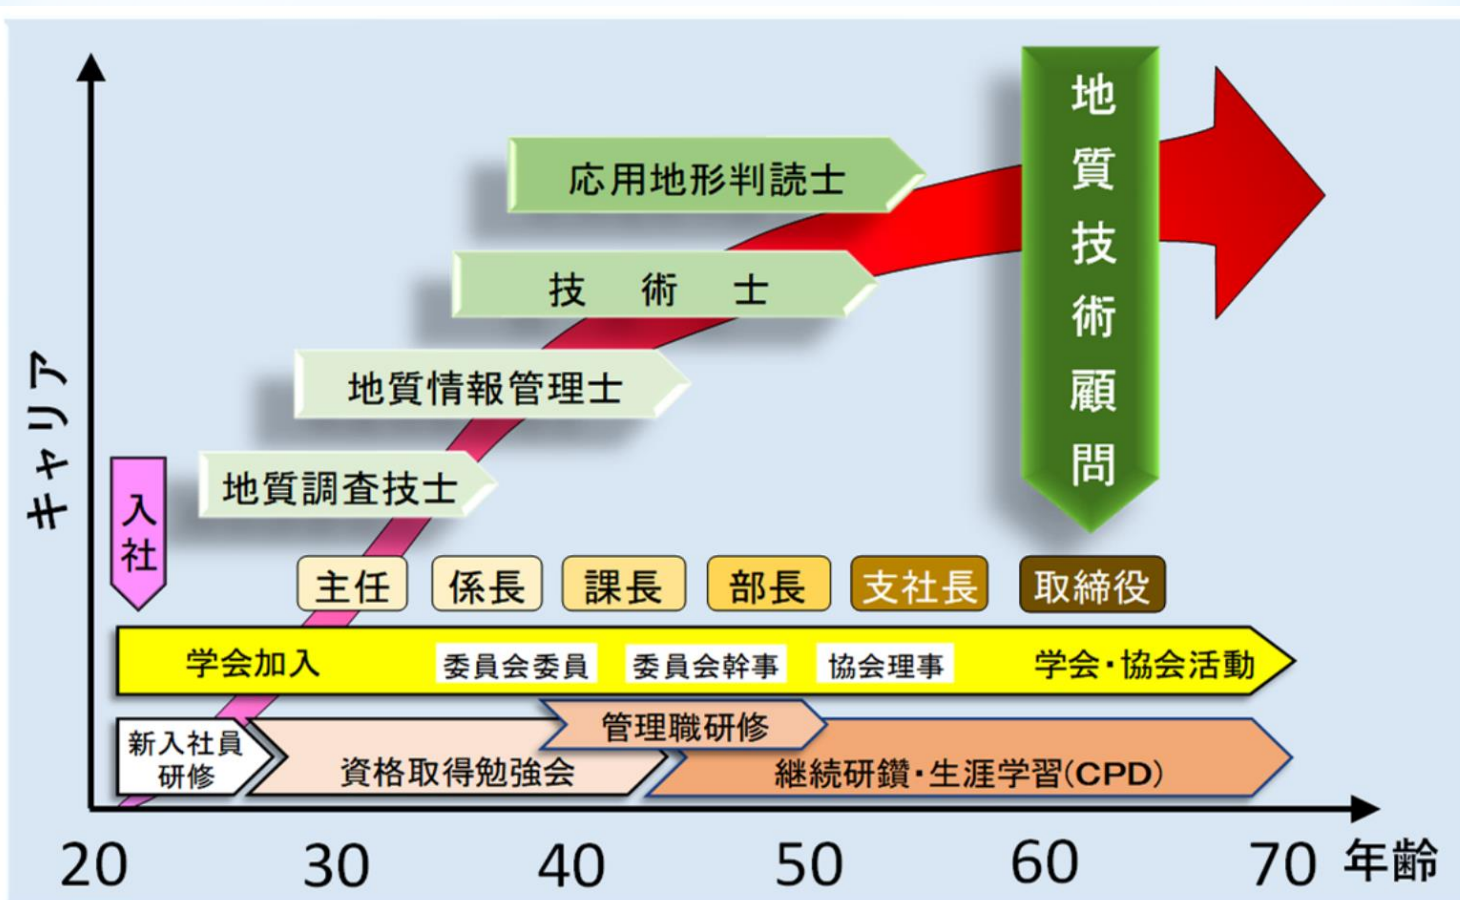 地質技術顧問
応用地形判読士
技術士
地質情報管理士
地質調査技士
キャリア
入社
主任 係長 課長 部長 支社長 取締役
学会加入 委員会委員 委員会幹事 協会理事 学会・協会活動
管理職研修
新入社員
研修
資格取得勉強会
継続研鑽・生涯学習(CPD)
20 30 40 50 60 70 年齢